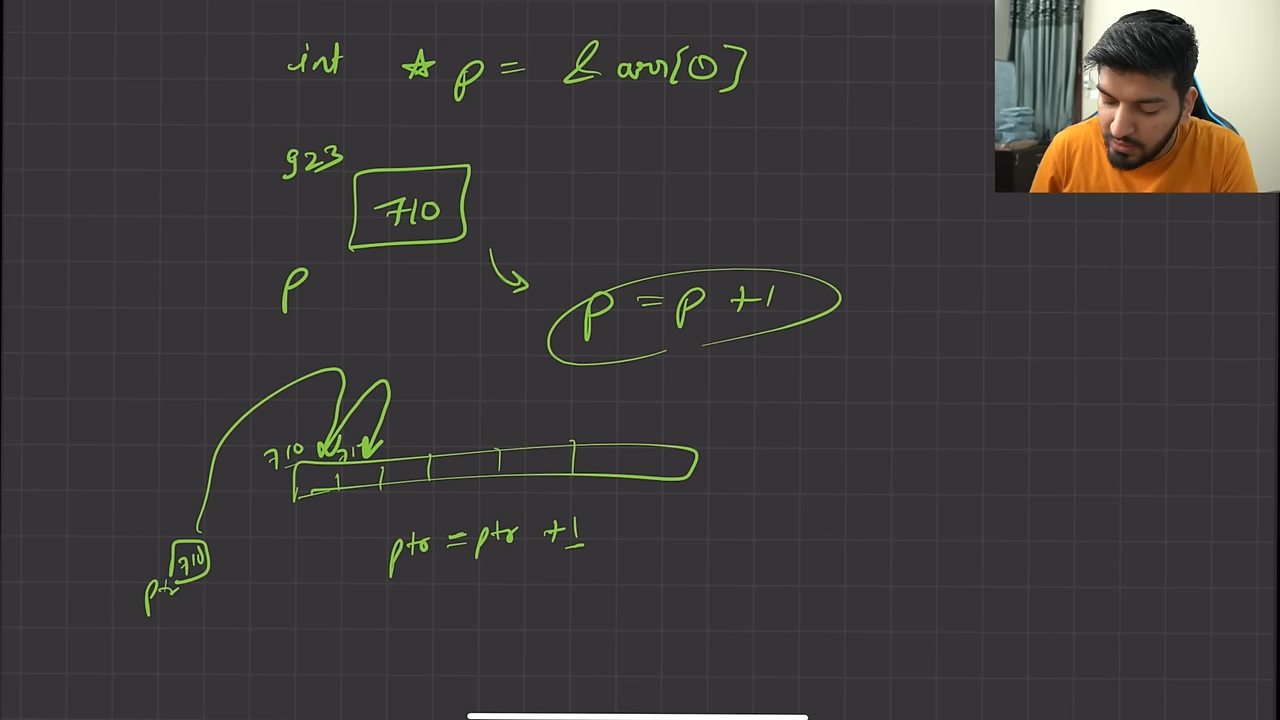 int * p = & arr[0]
923
710
p
p = p + 1
710
ptr = ptr + 1
710
ptr